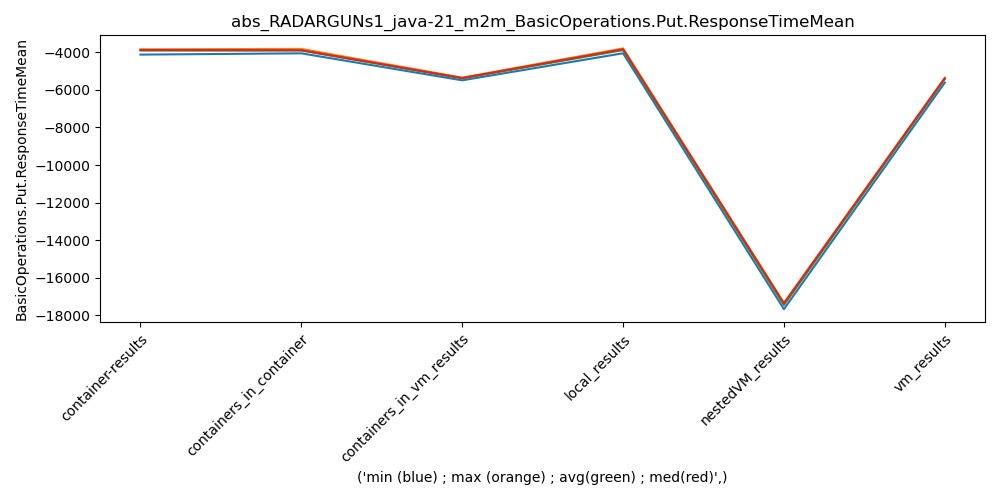 abs_RADARGUNs1_java-21_m2m_BasicOperations.Put.ResponseTimeMean
BasicOperations.Put.ResponseTimeMean
−4000
−6000
−8000
−10000
−12000
−14000
−16000
−18000
container-results
containers_in_container
containers_in_vm_results
local_results
nestedVM_results
vm_results
('min (blue) ; max (orange) ; avg(green) ; med(red)',)